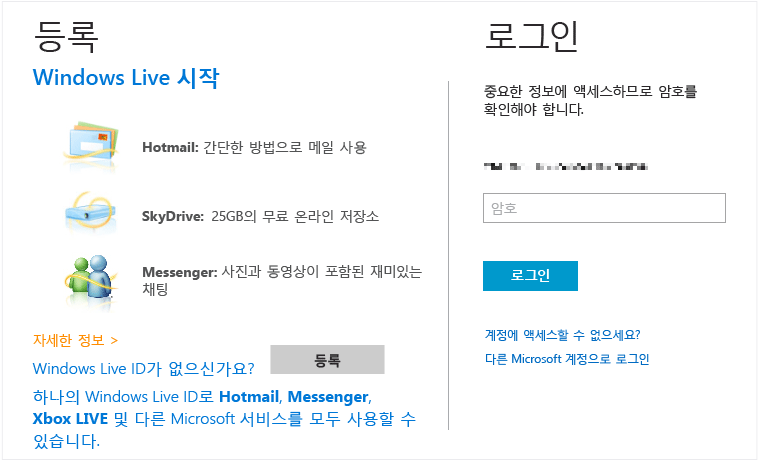 등록
Windows Live 시작
Hotmail: 간단한 방법으로 메일 사용
SkyDrive: 25GB의 무료 온라인 저장소
Messenger: 사진과 동영상이 포함된 재미있는
채팅
자세한 정보 >
Windows Live ID가 없으신가요?
등록
하나의 Windows Live ID로 Hotmail, Messenger,
Xbox LIVE 및 다른 Microsoft 서비스를 모두 사용할 수
있습니다.
로그인
중요한 정보에 액세스하므로 암호를
확인해야 합니다.
암호
로그인
계정에 액세스할 수 없으세요?
다른 Microsoft 계정으로 로그인